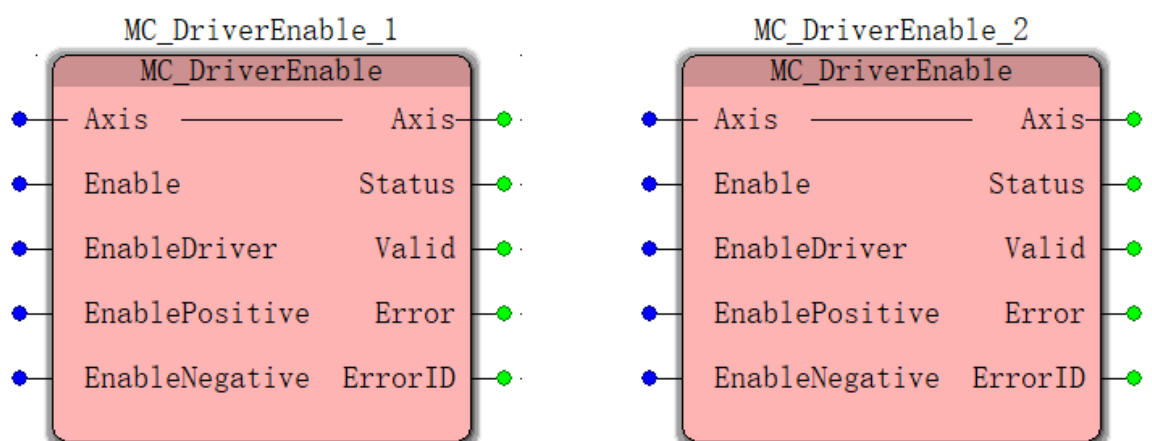 MC_DriverEnable_1 MC_DriverEnable_2
MC_DriverEnable MC_DriverEnable
Axis Axis Axis Axis
Enable Status Enable Status
EnableDriver Valid EnableDriver Valid
EnablePositive Error EnablePositive Error
EnableNegative ErrorID EnableNegative ErrorID